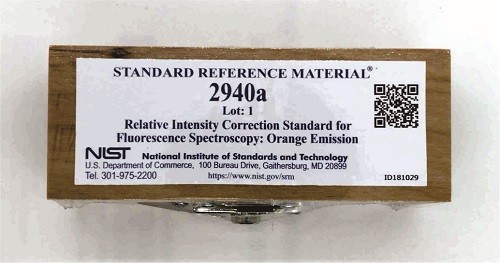 STANDARD REFERENCE MATERIAL®
2940a
Lot: 1
Relative Intensity Correction Standard for
Fluorescence Spectroscopy: Orange Emission
NIST National Institute of Standards and Technology
U.S. Department of Commerce, 100 Bureau Drive, Gaithersburg, MD 20899
Tel. 301-975-2200 https://www.nist.gov/srm ID181029